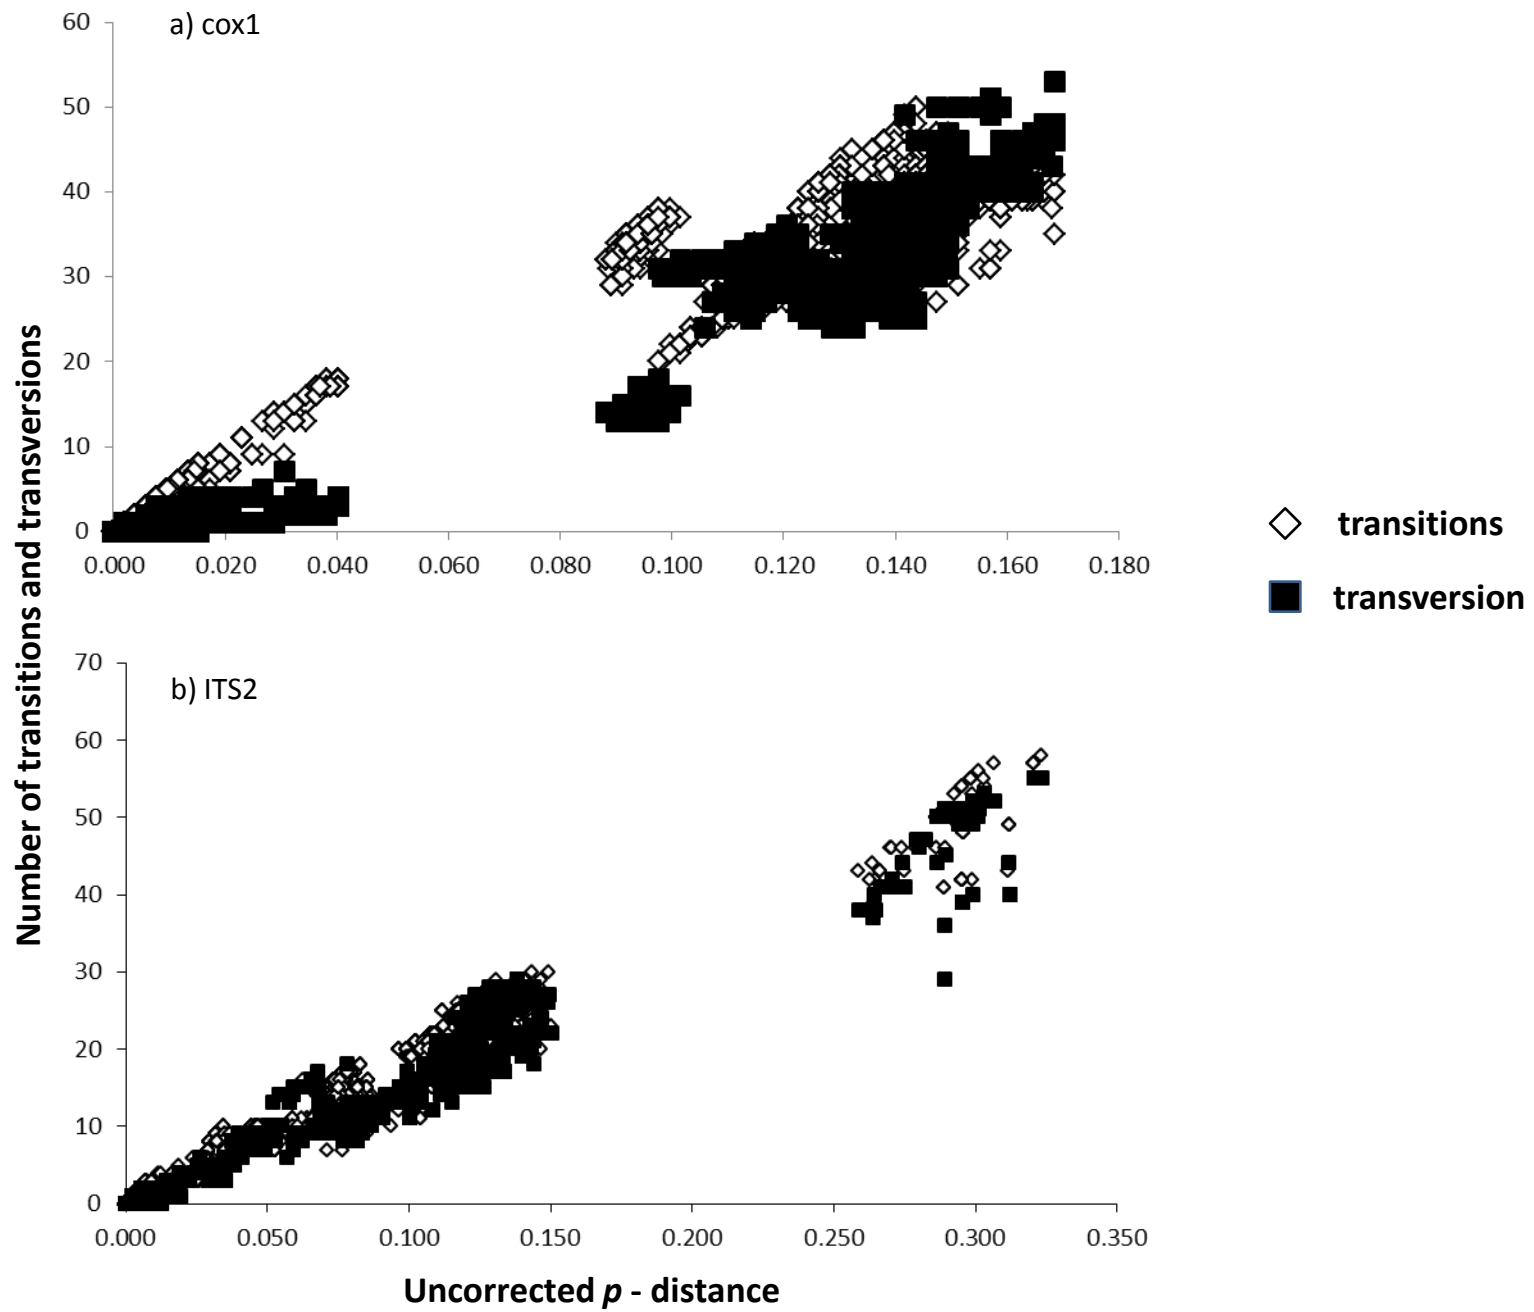 a) cox1
60
50
40
30
20
10
0
0.000 0.020 0.040 0.060 0.080 0.100 0.120 0.140 0.160 0.180
Number of transitions and transversions
transitions
transversion
b) ITS2
70
60
50
40
30
20
10
0
0.000 0.050 0.100 0.150 0.200 0.250 0.300 0.350
Uncorrected p - distance